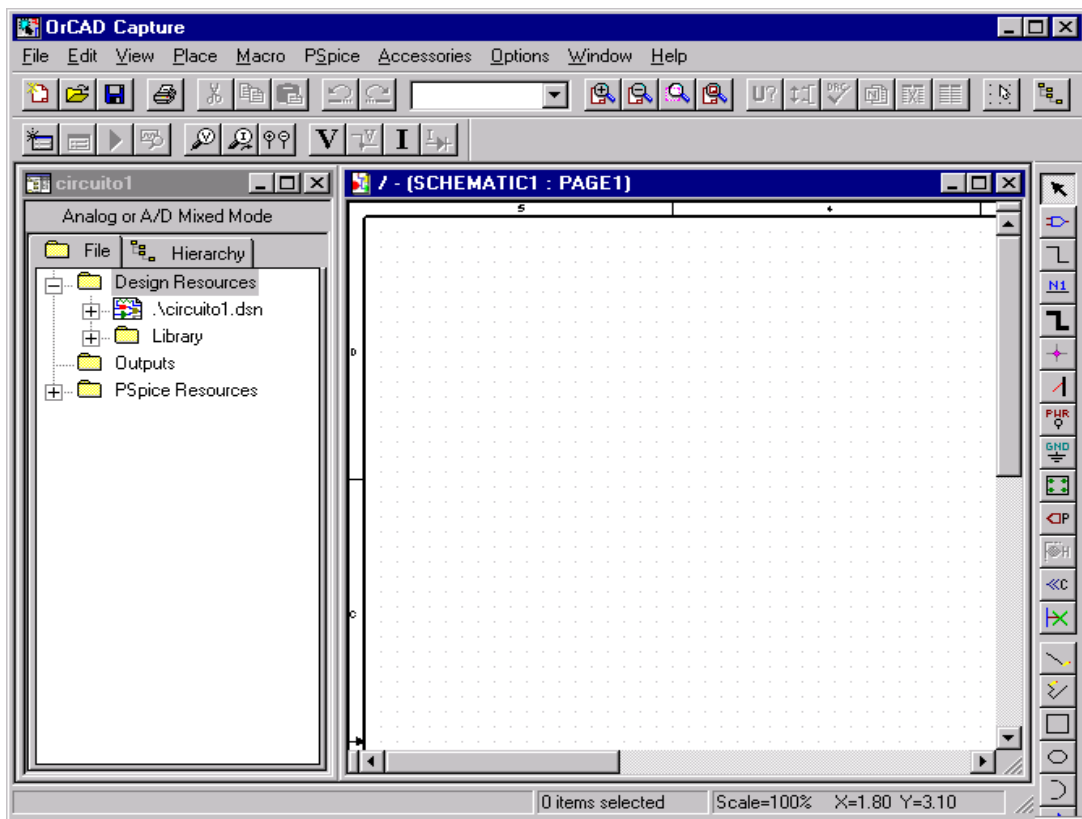 OrCAD Capture
File Edit View Place Macro PSpice Accessories Options Window Help
U? DRC
V V I I
circuito1
/ - (SCHEMATIC1 : PAGE1)
Analog or A/D Mixed Mode
File Hierarchy
Design Resources
.\circuito1.dsn
Library
Outputs
PSpice Resources
5 4
D
C
N1
PWR
GND
P
H
C
0 items selected Scale=100% X=1.80 Y=3.10